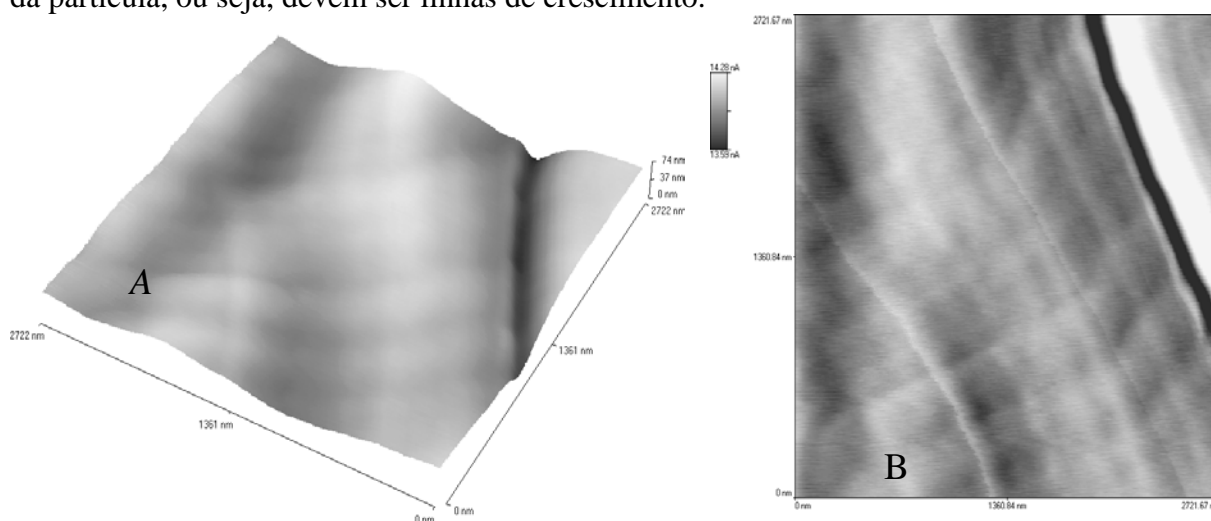 da partícula, ou seja, devem ser linhas de crescimento.
14.28 nA
13.59 nA
74 nm
37 nm
0 nm
2722 nm
A
2722 nm
1361 nm
1361 nm
0 nm
0 nm
2721.67 nm
1360.84 nm
B
0 nm
0 nm
1360.84 nm
2721.67 nm